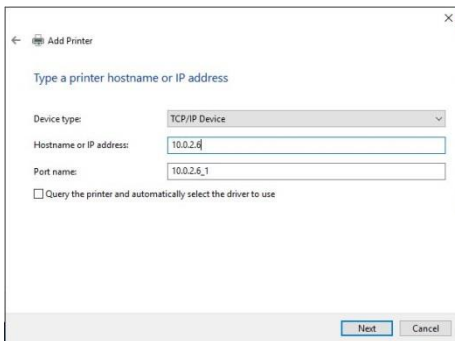 Add Printer
Type a printer hostname or IP address
Device type: TCP/IP Device
Hostname or IP address: 10.0.2.6
Port name: 10.0.2.6_1
Query the printer and automatically select the driver to use
Next Cancel